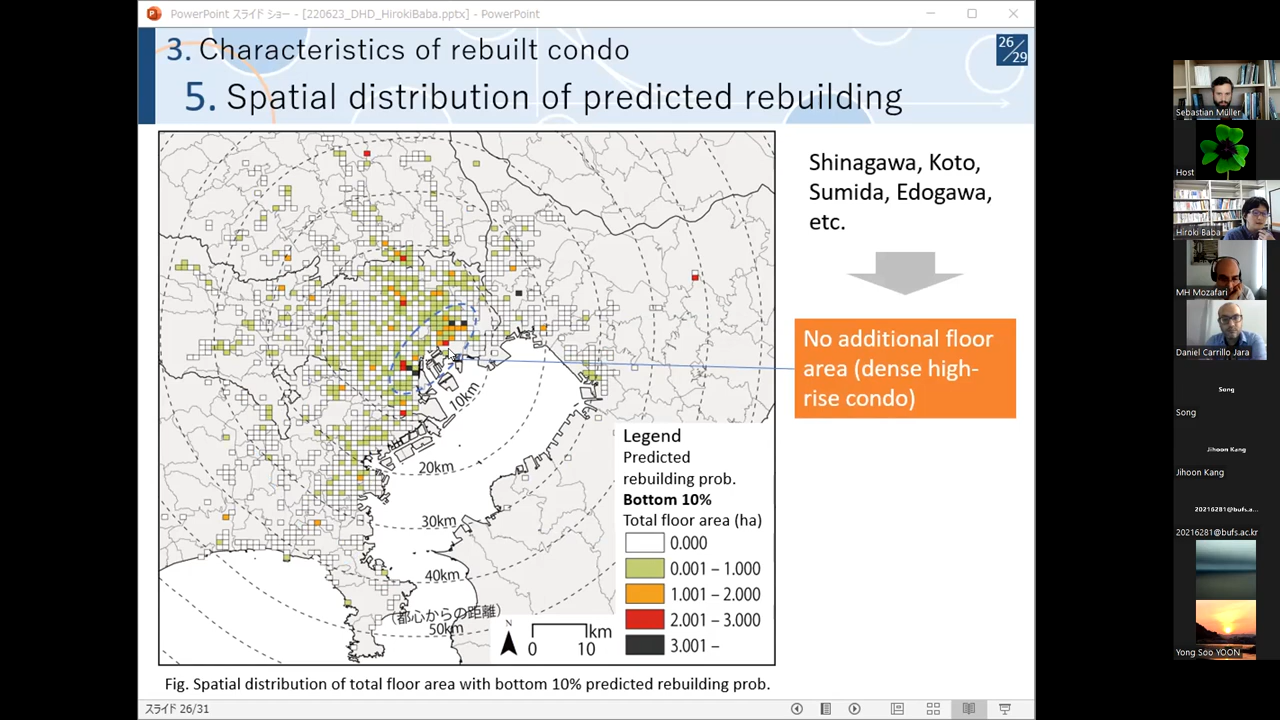 PowerPoint スライド ショー - [220623_DHD_HirokiBaba.pptx] - PowerPoint
3. Characteristics of rebuilt condo
26/29
5. Spatial distribution of predicted rebuilding
Shinagawa, Koto,
Sumida, Edogawa,
etc.
No additional floor
area (dense high-
rise condo)
10km
20km
30km
40km
(都心からの距離)
50km
N
0 10 km
Legend
Predicted
rebuilding prob.
Bottom 10%
Total floor area (ha)
0.000
0.001 – 1.000
1.001 – 2.000
2.001 – 3.000
3.001 –
Fig. Spatial distribution of total floor area with bottom 10% predicted rebuilding prob.
スライド 26/31
Sebastian Müller
Host
Hiroki Baba
MH Mozafari
Daniel Carrillo Jara
Song
Song
Jihoon Kang
Jihoon Kang
20216281@bufs.a...
20216281@bufs.ac.kr
Yong Soo YOON